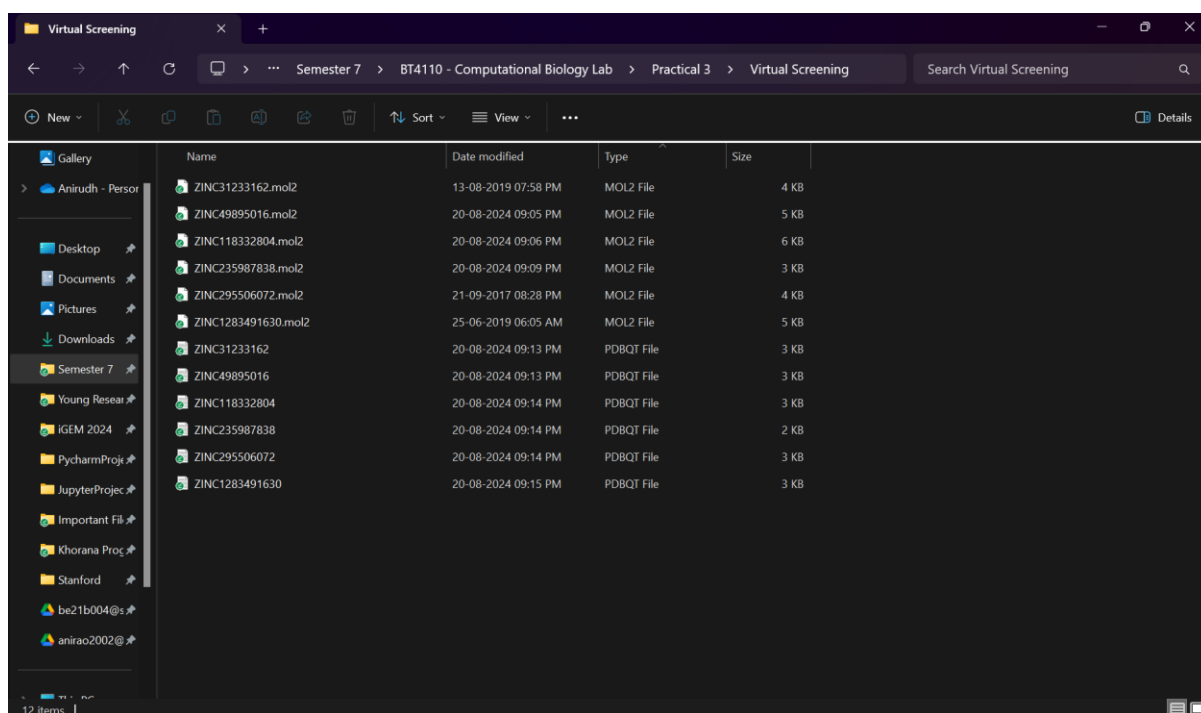 Virtual Screening
Semester 7 > BT4110 - Computational Biology Lab > Practical 3 > Virtual Screening
Search Virtual Screening
New
Sort
View
Details
Gallery
Anirudh - Persor
Desktop
Documents
Pictures
Downloads
Semester 7
Young Resear
iGEM 2024
PycharmProje
JupyterProjec
Important Fil
Khorana Prog
Stanford
be21b004@s
anirao2002@
Name Date modified Type Size
ZINC31233162.mol2 13-08-2019 07:58 PM MOL2 File 4 KB
ZINC49895016.mol2 20-08-2024 09:05 PM MOL2 File 5 KB
ZINC118332804.mol2 20-08-2024 09:06 PM MOL2 File 6 KB
ZINC235987838.mol2 20-08-2024 09:09 PM MOL2 File 3 KB
ZINC295506072.mol2 21-09-2017 08:28 PM MOL2 File 4 KB
ZINC1283491630.mol2 25-06-2019 06:05 AM MOL2 File 5 KB
ZINC31233162 20-08-2024 09:13 PM PDBQT File 3 KB
ZINC49895016 20-08-2024 09:13 PM PDBQT File 3 KB
ZINC118332804 20-08-2024 09:14 PM PDBQT File 3 KB
ZINC235987838 20-08-2024 09:14 PM PDBQT File 2 KB
ZINC295506072 20-08-2024 09:14 PM PDBQT File 3 KB
ZINC1283491630 20-08-2024 09:15 PM PDBQT File 3 KB
12 items